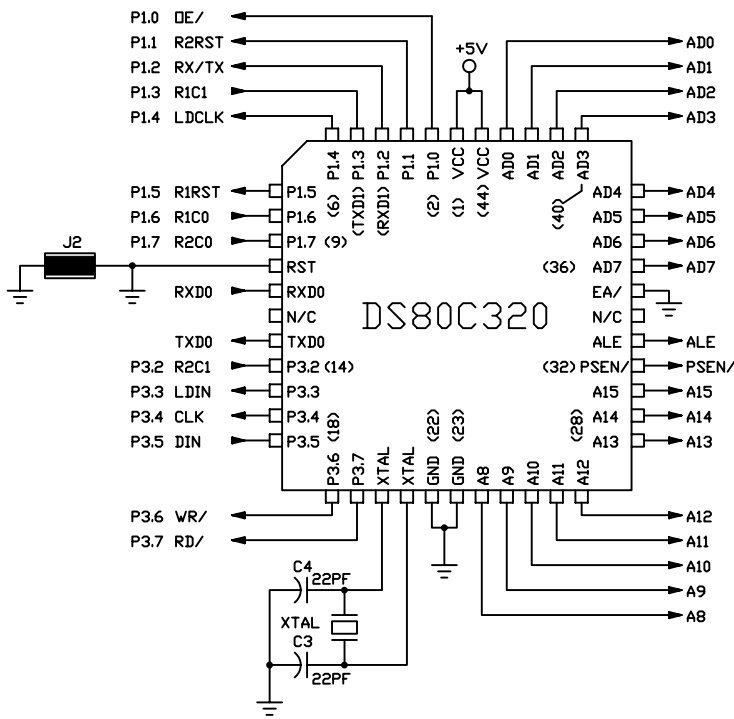 P1.0 OE/
P1.1 R2RST
P1.2 RX/TX
P1.3 R1C1
P1.4 LDCLK
+5V
AD0
AD1
AD2
AD3
P1.4
P1.3
P1.2
P1.1
P1.0
VCC
VCC
AD0
AD1
AD2
AD3
(6)
(TXD1)
(RXD1)
(2)
(1)
(44)
(40)
P1.5 R1RST
P1.5
AD4
AD4
P1.6 R1C0
P1.6
AD5
AD5
P1.7 R2C0
P1.7 (9)
AD6
AD6
J2
RST
(36) AD7
AD7
RXD0
RXD0
EA/
N/C
DS80C320
N/C
TXD0
TXD0
ALE
ALE
P3.2 R2C1
P3.2 (14)
(32) PSEN/
PSEN/
P3.3 LDIN
P3.3
A15
A15
P3.4 CLK
P3.4
A14
A14
P3.5 DIN
P3.5
A13
A13
(18)
(22)
(23)
(28)
P3.6
P3.7
XTAL
XTAL
GND
GND
A8
A9
A10
A11
A12
P3.6 WR/
A12
P3.7 RD/
A11
A10
A9
A8
C4
22PF
XTAL
C3
22PF